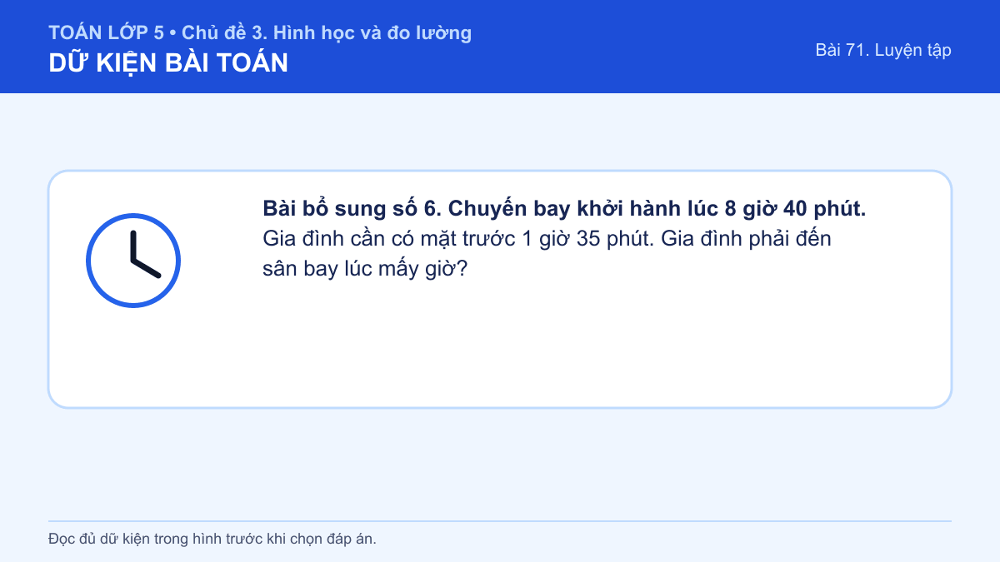 TOÁN LỚP 5 • Chủ đề 3. Hình học và đo lường
DỮ KIỆN BÀI TOÁN
Bài 71. Luyện tập
Bài bổ sung số 6. Chuyến bay khởi hành lúc 8 giờ 40 phút.
Gia đình cần có mặt trước 1 giờ 35 phút. Gia đình phải đến
sân bay lúc mấy giờ?
Đọc đủ dữ kiện trong hình trước khi chọn đáp án.